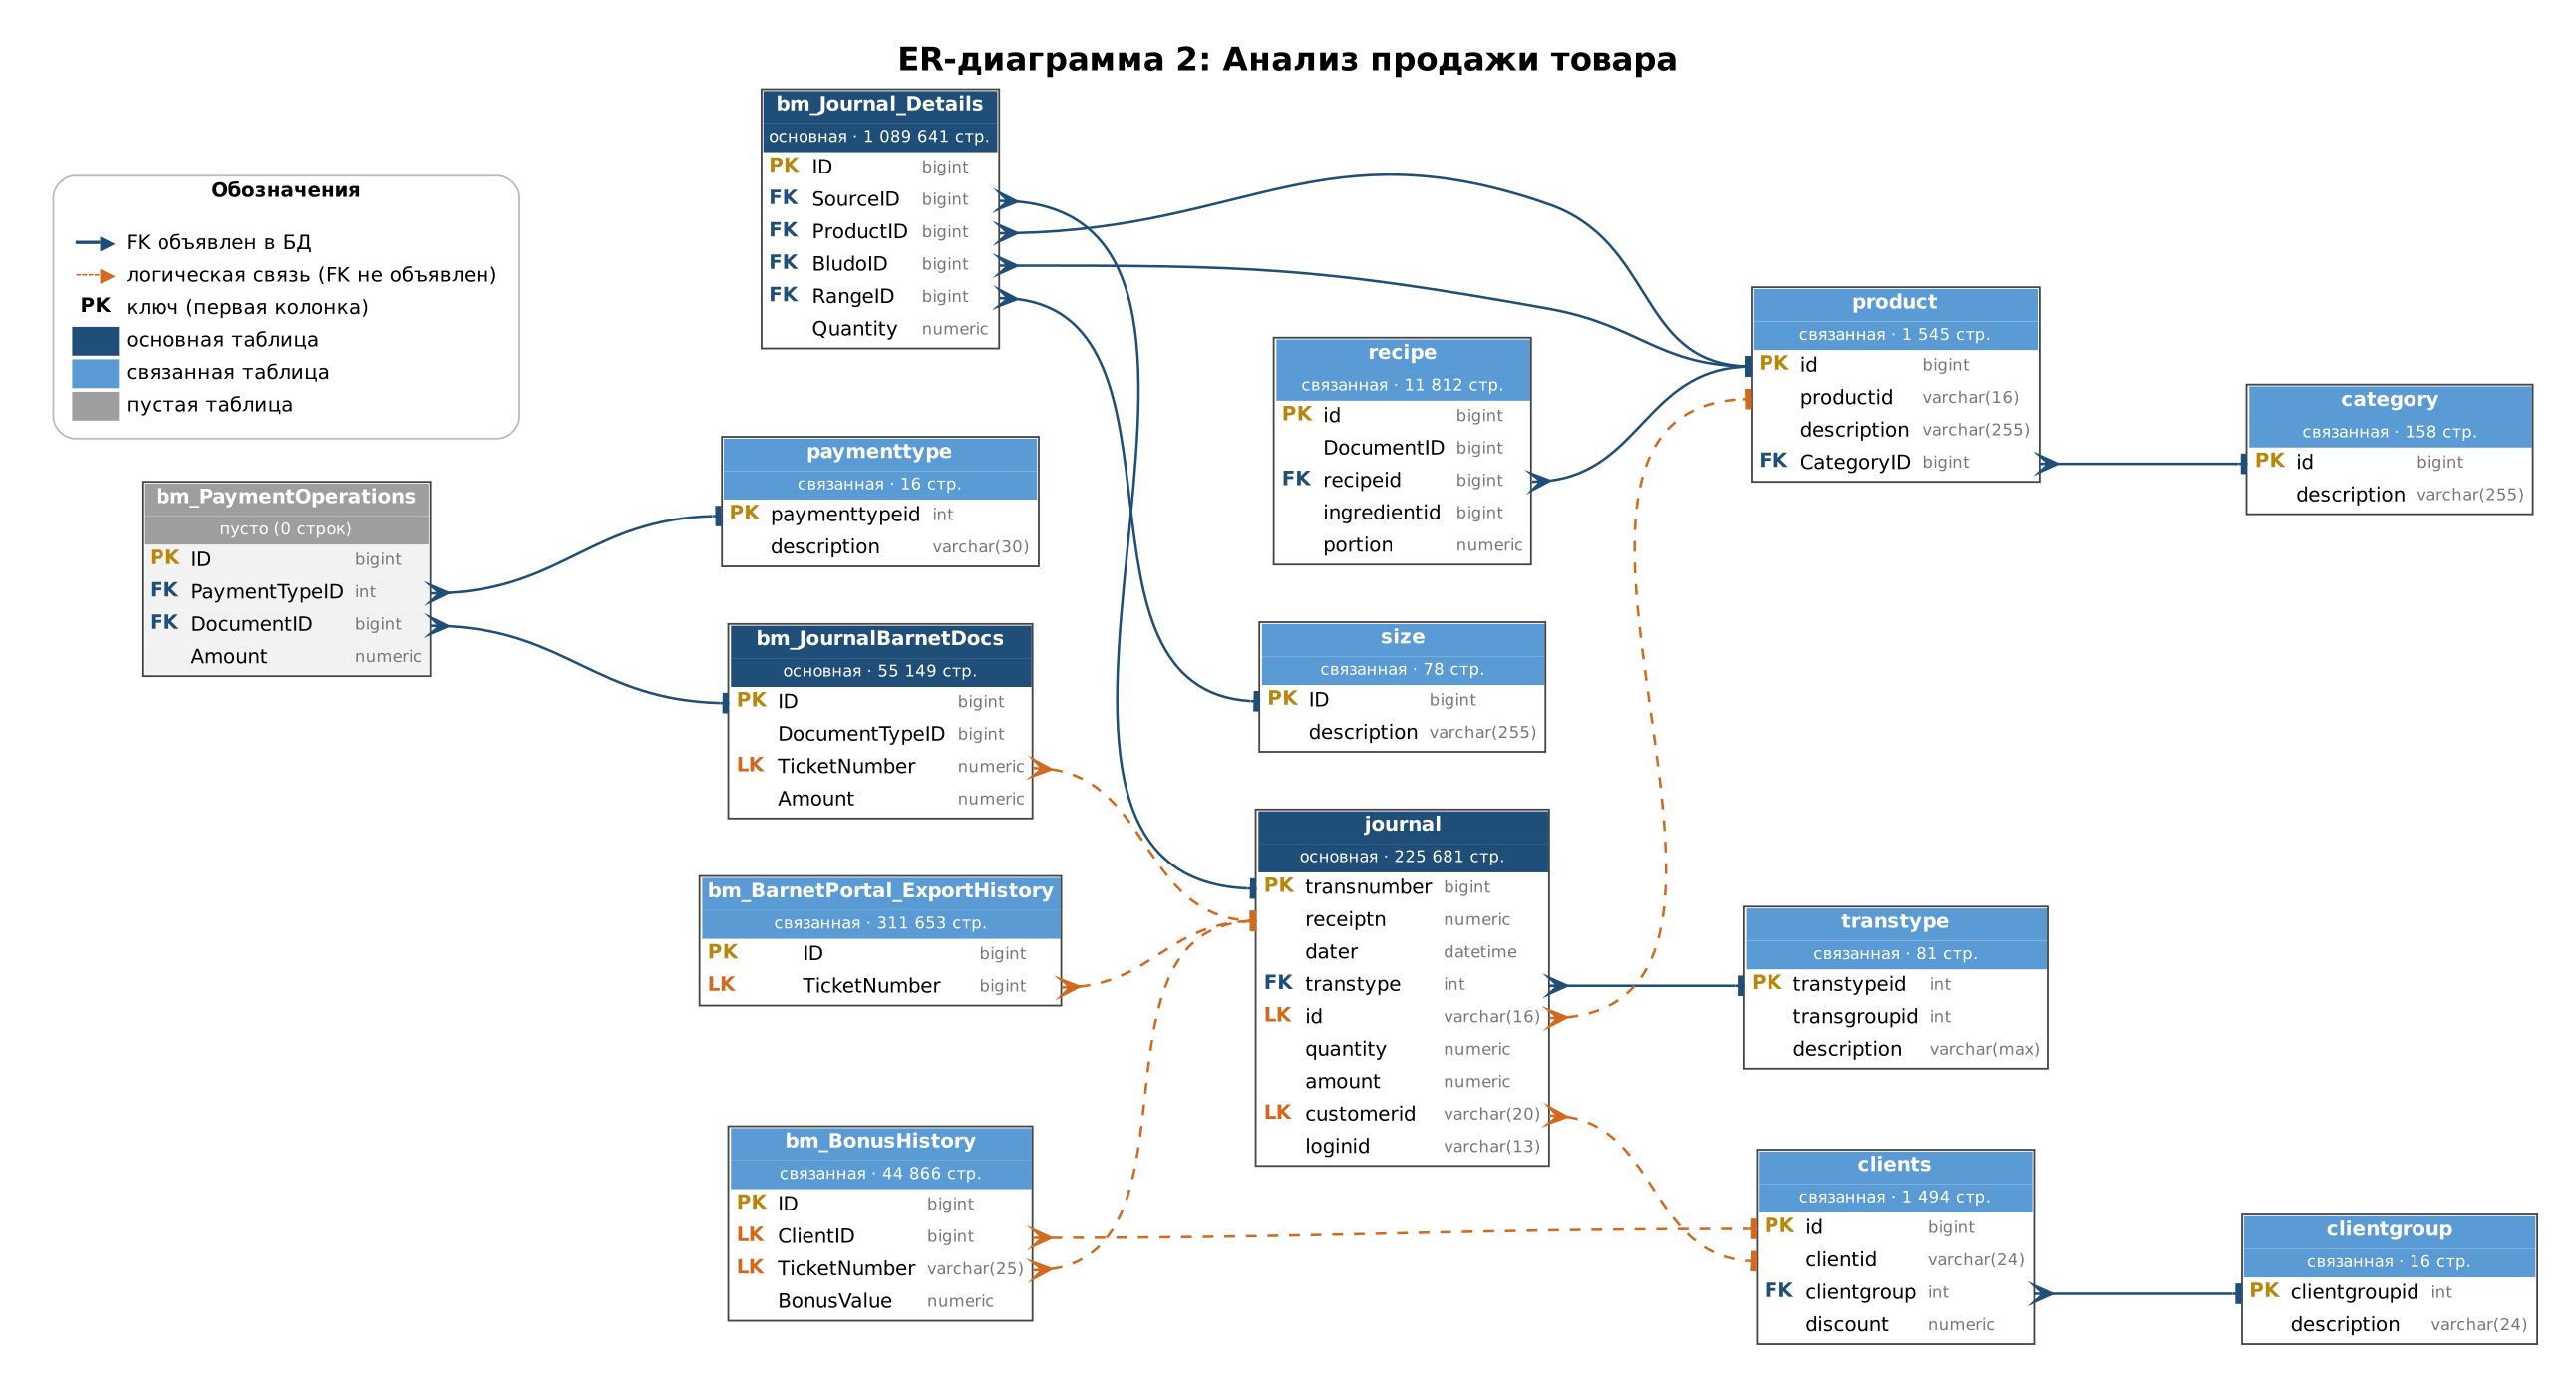 ER-диаграмма 2: Анализ продажи товара
Обозначения
FK объявлен в БД
логическая связь (FK не объявлен)
PK ключ (первая колонка)
основная таблица
связанная таблица
пустая таблица
bm_Journal_Details
основная · 1 089 641 стр.
PK ID bigint
FK SourceID bigint
FK ProductID bigint
FK BludoID bigint
FK RangeID bigint
Quantity numeric
bm_PaymentOperations
пусто (0 строк)
PK ID bigint
FK PaymentTypeID int
FK DocumentID bigint
Amount numeric
paymenttype
связанная · 16 стр.
PK paymenttypeid int
description varchar(30)
bm_JournalBarnetDocs
основная · 55 149 стр.
PK ID bigint
DocumentTypeID bigint
LK TicketNumber numeric
Amount numeric
bm_BarnetPortal_ExportHistory
связанная · 311 653 стр.
PK ID bigint
LK TicketNumber bigint
bm_BonusHistory
связанная · 44 866 стр.
PK ID bigint
LK ClientID bigint
LK TicketNumber varchar(25)
BonusValue numeric
recipe
связанная · 11 812 стр.
PK id bigint
DocumentID bigint
FK recipeid bigint
ingredientid bigint
portion numeric
size
связанная · 78 стр.
PK ID bigint
description varchar(255)
journal
основная · 225 681 стр.
PK transnumber bigint
receiptn numeric
dater datetime
FK transtype int
LK id varchar(16)
quantity numeric
amount numeric
LK customerid varchar(20)
loginid varchar(13)
product
связанная · 1 545 стр.
PK id bigint
productid varchar(16)
description varchar(255)
FK CategoryID bigint
category
связанная · 158 стр.
PK id bigint
description varchar(255)
transtype
связанная · 81 стр.
PK transtypeid int
transgroupid int
description varchar(max)
clients
связанная · 1 494 стр.
PK id bigint
clientid varchar(24)
FK clientgroup int
discount numeric
clientgroup
связанная · 16 стр.
PK clientgroupid int
description varchar(24)